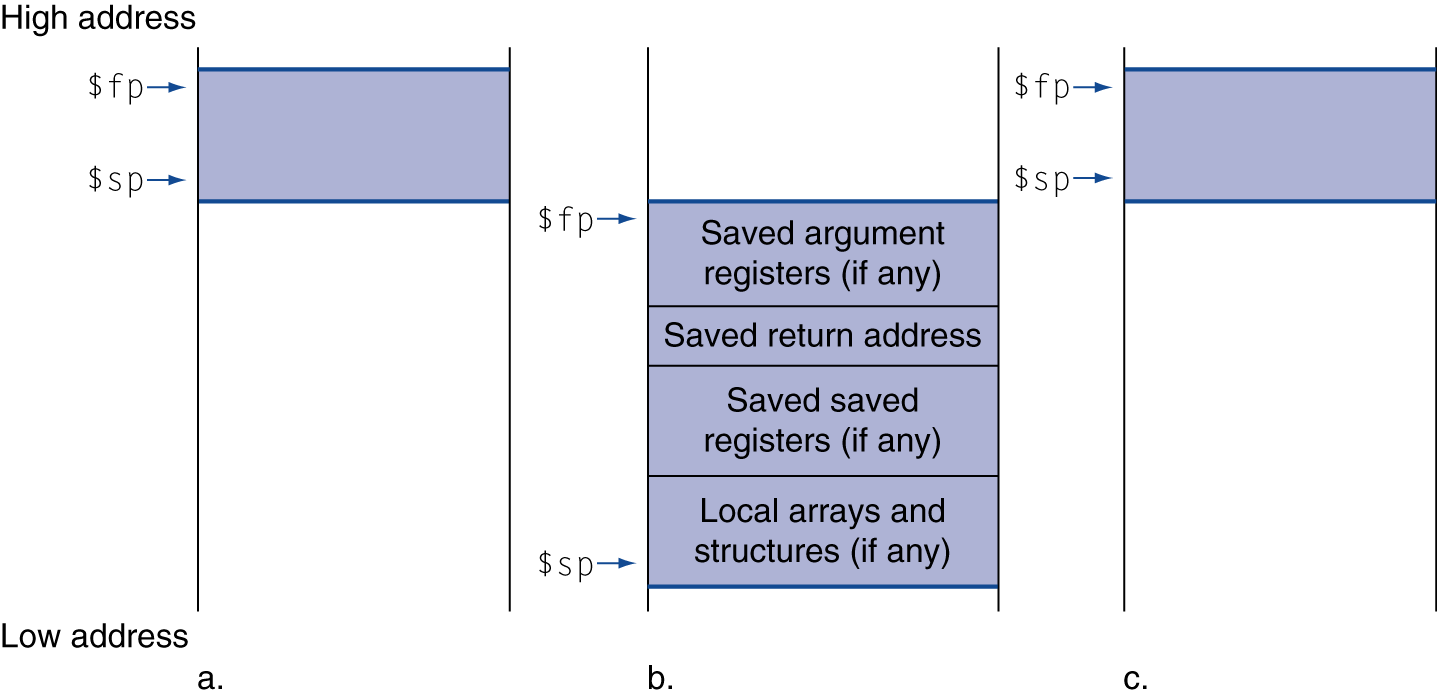 High address
$fp
$sp
$fp
Saved argument
registers (if any)
Saved return address
Saved saved
registers (if any)
Local arrays and
structures (if any)
$sp
$fp
$sp
Low address
a.
b.
c.